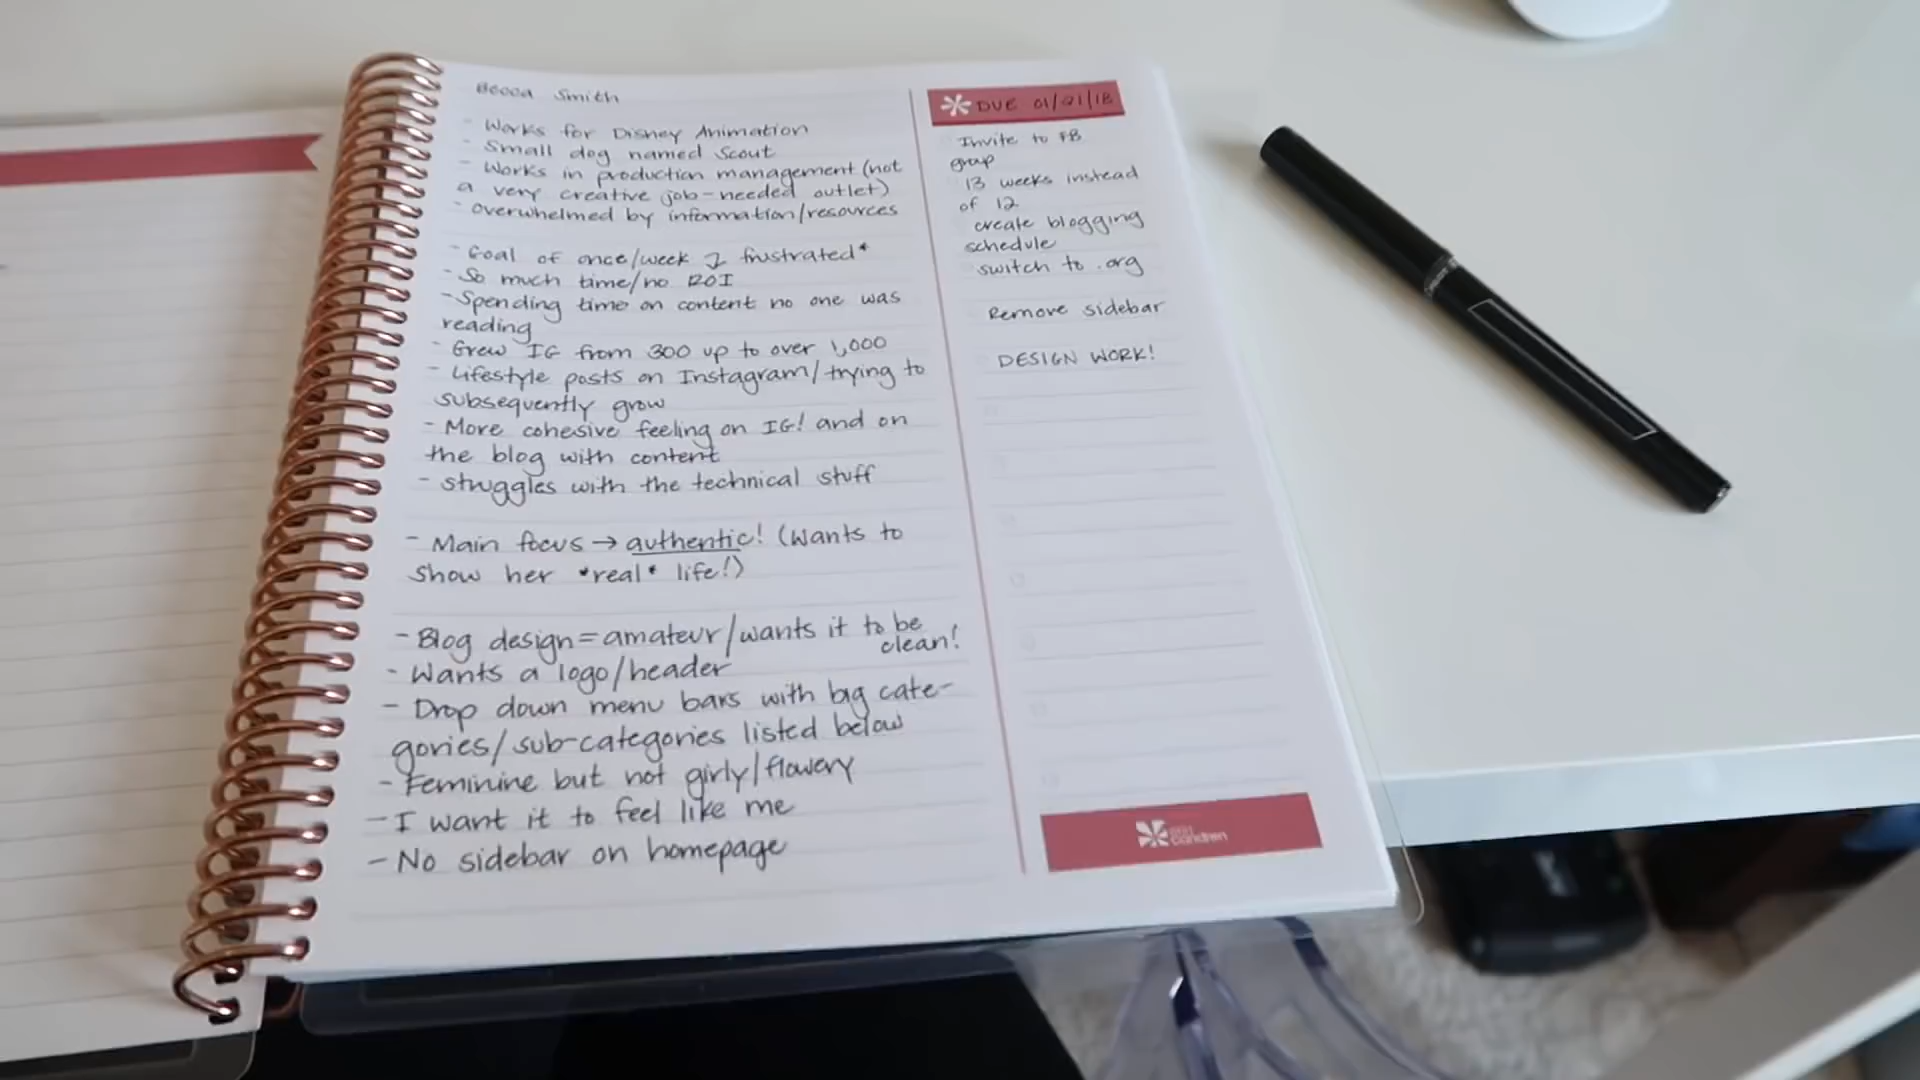 Becca Smith
- Works for Disney Animation
- Small dog named Scout
- Works in production management (not
a very creative job-needed outlet)
- overwhelmed by information/resources
- Goal of once/week frustrated*
- So much time/no ROI
- Spending time on content no one was
reading
- Grew IG from 300 up to over 1,000
- Lifestyle posts on Instagram/trying to
subsequently grow
- More cohesive feeling on IG! and on
the blog with content
- struggles with the technical stuff
- Main focus → authentic! (Wants to
show her *real* life!)
- Blog design = amateur/wants it to be
clean!
- Wants a logo/header
- Drop down menu bars with big cate-
gories/sub-categories listed below
- Feminine but not girly/flowery
- I want it to feel like me
- No sidebar on homepage
DUE 01/21/18
Invite to FB
group
13 weeks instead
of 12
create blogging
schedule
switch to .org
Remove sidebar
DESIGN WORK!
erin
condren